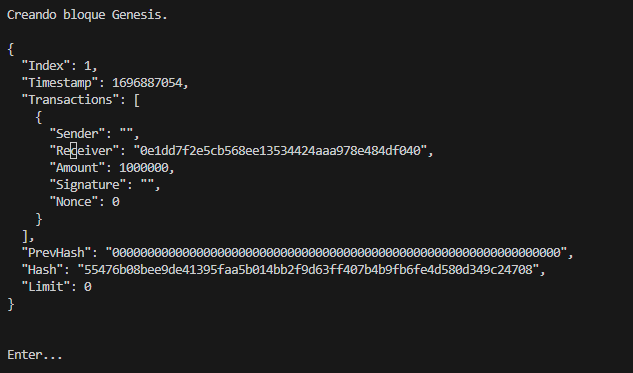 Creando bloque Genesis.
{
"Index": 1,
"Timestamp": 1696887054,
"Transactions": [
{
"Sender": "",
"Receiver": "0e1dd7f2e5cb568ee13534424aaa978e484df040",
"Amount": 1000000,
"Signature": "",
"Nonce": 0
}
],
"PrevHash": "0000000000000000000000000000000000000000000000000000000000000000",
"Hash": "55476b08bee9de41395faa5b014bb2f9d63ff407b4b9fb6fe4d580d349c24708",
"Limit": 0
}
Enter...